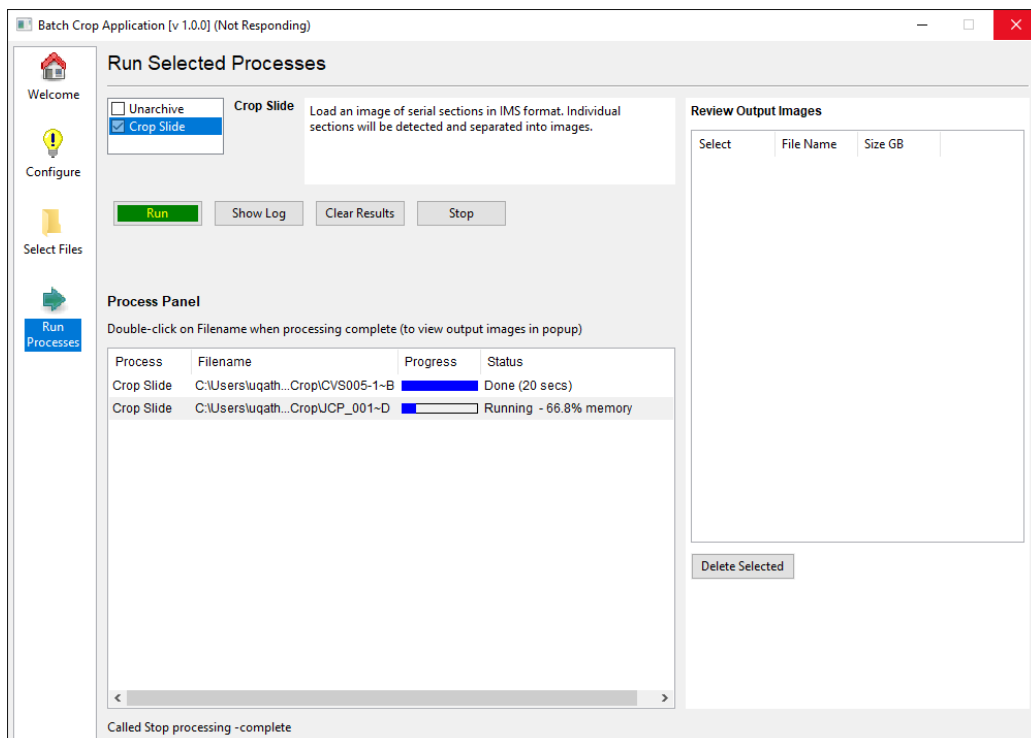 Batch Crop Application [v 1.0.0] (Not Responding)
Welcome
Configure
Select Files
Run
Processes
Run Selected Processes
Unarchive
Crop Slide
Crop Slide
Load an image of serial sections in IMS format. Individual
sections will be detected and separated into images.
Run
Show Log
Clear Results
Stop
Process Panel
Double-click on Filename when processing complete (to view output images in popup)
Process Filename Progress Status
Crop Slide C:\Users\uqath...Crop\CVS005-1~B Done (20 secs)
Crop Slide C:\Users\uqath...Crop\JCP_001~D Running - 66.8% memory
Called Stop processing -complete
Review Output Images
Select File Name Size GB
Delete Selected